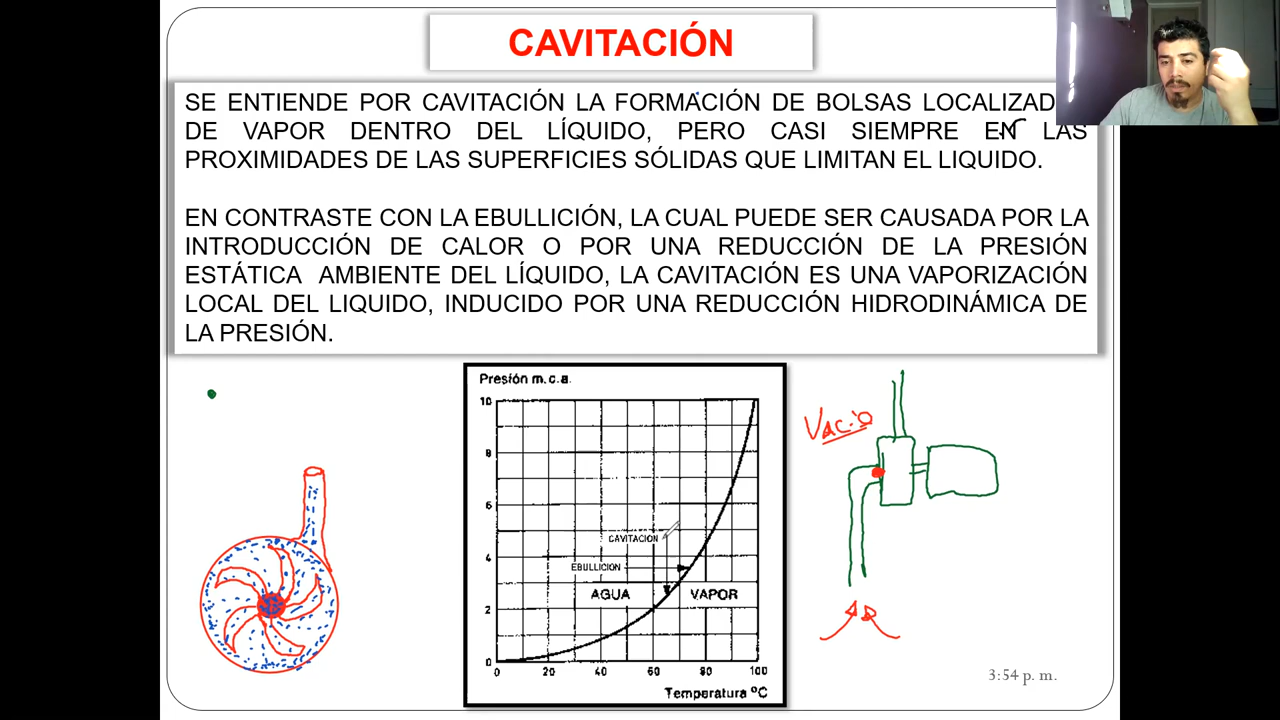 CAVITACIÓN
SE ENTIENDE POR CAVITACIÓN LA FORMACIÓN DE BOLSAS LOCALIZAD
DE VAPOR DENTRO DEL LÍQUIDO, PERO CASI SIEMPRE EN LAS
PROXIMIDADES DE LAS SUPERFICIES SÓLIDAS QUE LIMITAN EL LIQUIDO.
EN CONTRASTE CON LA EBULLICIÓN, LA CUAL PUEDE SER CAUSADA POR LA
INTRODUCCIÓN DE CALOR O POR UNA REDUCCIÓN DE LA PRESIÓN
ESTÁTICA AMBIENTE DEL LÍQUIDO, LA CAVITACIÓN ES UNA VAPORIZACIÓN
LOCAL DEL LIQUIDO, INDUCIDO POR UNA REDUCCIÓN HIDRODINÁMICA DE
LA PRESIÓN.
Presión m.c.a.
10
8
6
4
2
0
CAVITACION
EBULLICION
AGUA VAPOR
0 20 40 60 80 100
Temperatura ºC
VACIO
3:54 p. m.